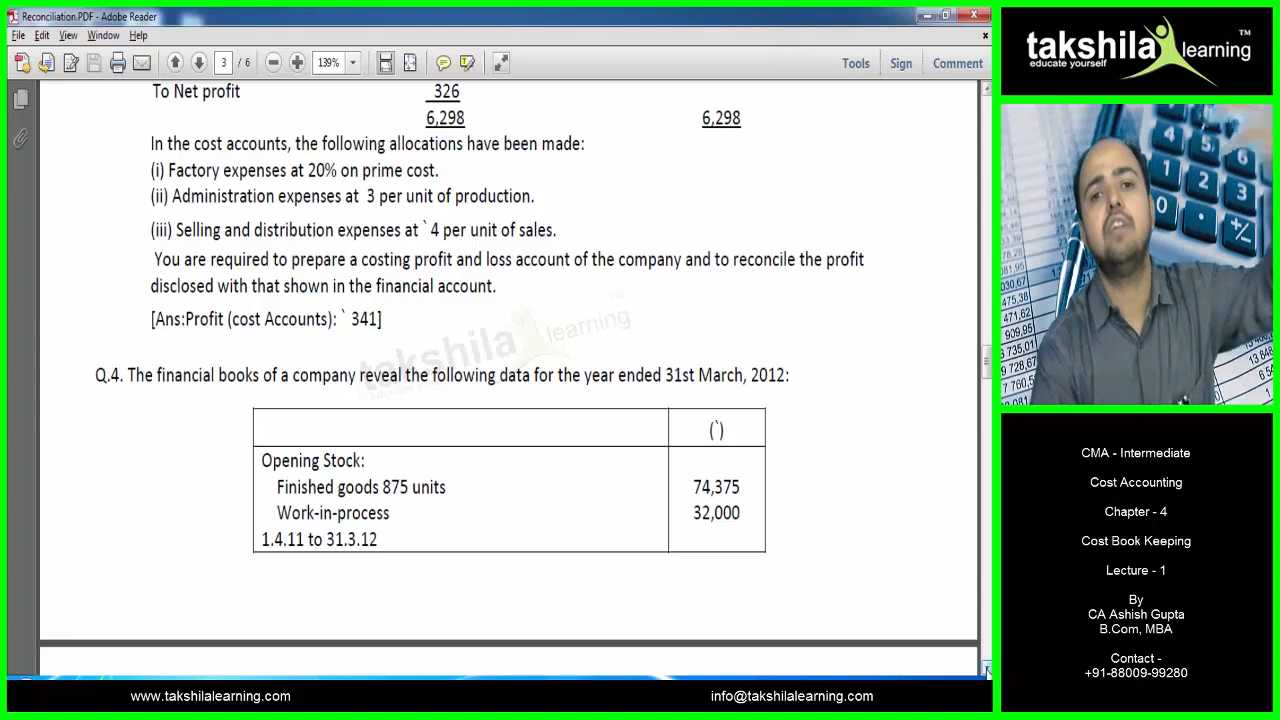 Reconciliation.PDF - Adobe Reader
File Edit View Window Help
3 / 6 139% Tools Sign Comment
To Net profit 326
6,298 6,298
In the cost accounts, the following allocations have been made:
(i) Factory expenses at 20% on prime cost.
(ii) Administration expenses at 3 per unit of production.
(iii) Selling and distribution expenses at ` 4 per unit of sales.
You are required to prepare a costing profit and loss account of the company and to reconcile the profit
disclosed with that shown in the financial account.
[Ans:Profit (cost Accounts): ` 341]
takshila learning
Q.4. The financial books of a company reveal the following data for the year ended 31st March, 2012:
(`)
Opening Stock:
Finished goods 875 units 74,375
Work-in-process 32,000
1.4.11 to 31.3.12
takshila learning ™
educate yourself
CMA - Intermediate
Cost Accounting
Chapter - 4
Cost Book Keeping
Lecture - 1
By
CA Ashish Gupta
B.Com, MBA
Contact -
+91-88009-99280
www.takshilalearning.com info@takshilalearning.com